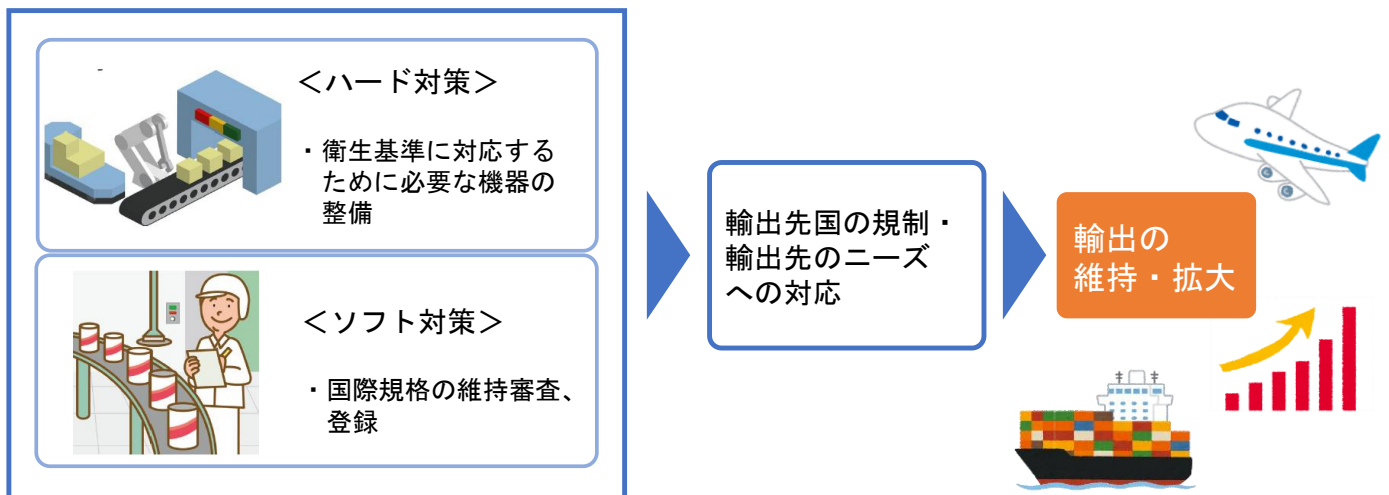 ＜ハード対策＞
・衛生基準に対応する
ために必要な機器の
整備
＜ソフト対策＞
・国際規格の維持審査、
登録
輸出先国の規制・
輸出先のニーズ
への対応
輸出の
維持・拡大